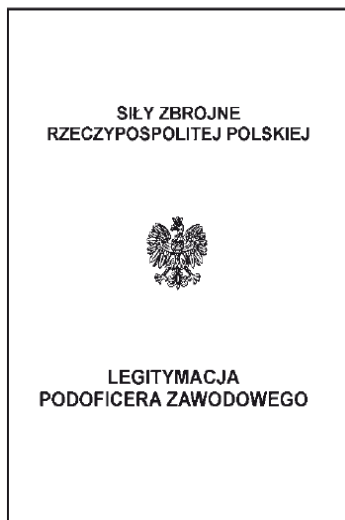 SIŁY ZBROJNE
RZECZYPOSPOLITEJ POLSKIEJ
LEGITYMACJA
PODOFICERA ZAWODOWEGO